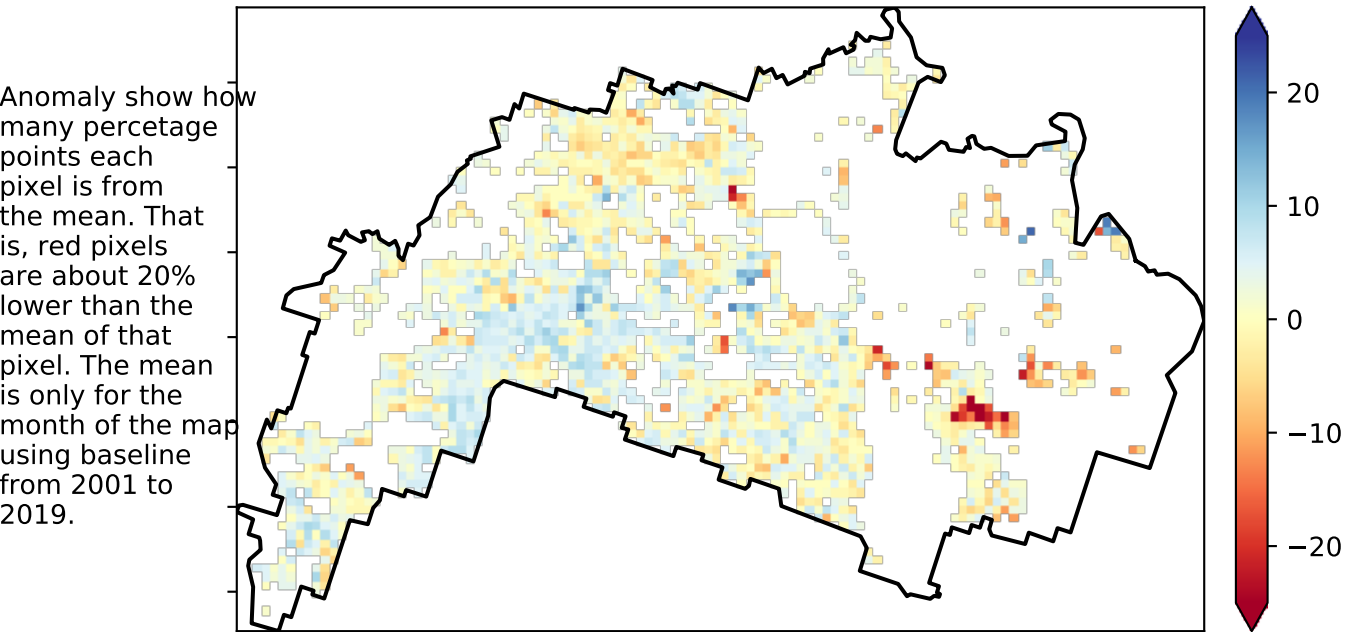 Anomaly show how
many percetage
points each
pixel is from
the mean. That
is, red pixels
are about 20%
lower than the
mean of that
pixel. The mean
is only for the
month of the map
using baseline
from 2001 to
2019.
20
10
0
−10
−20